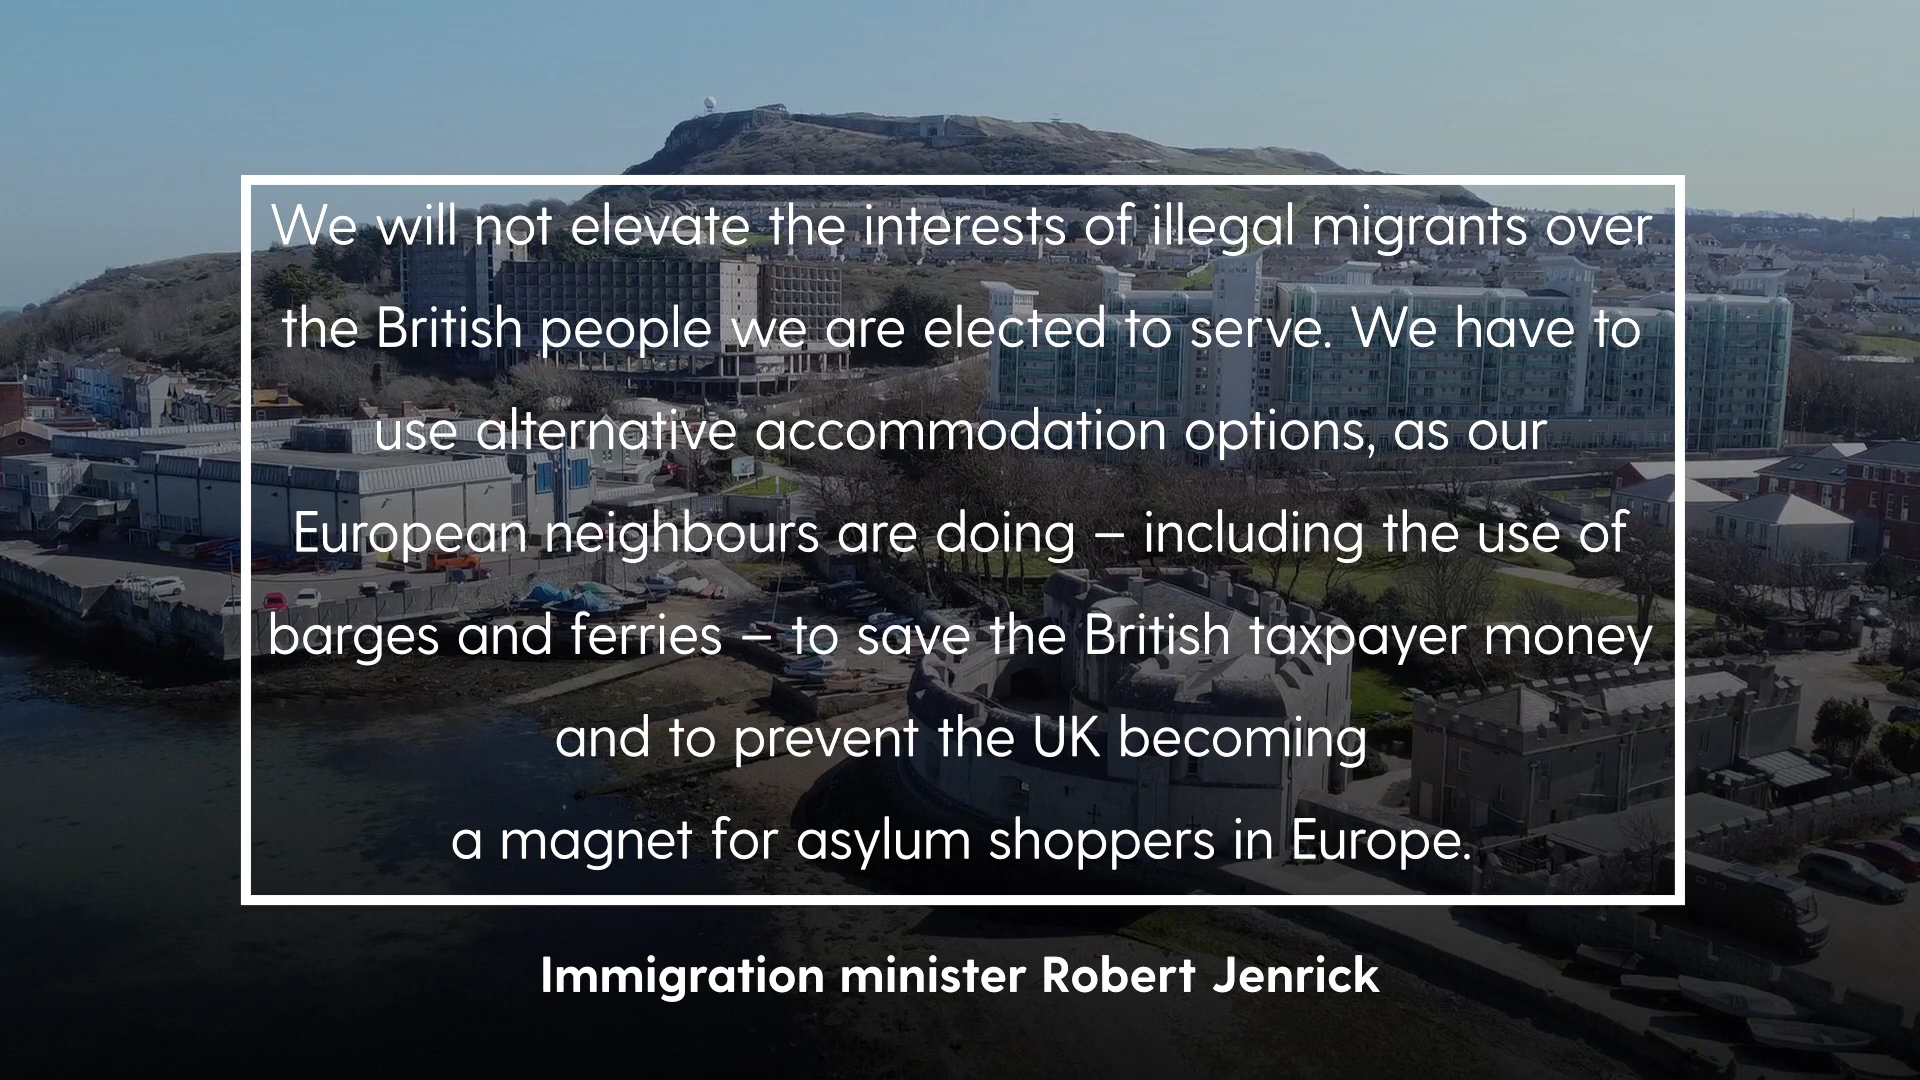 We will not elevate the interests of illegal migrants over
the British people we are elected to serve. We have to
use alternative accommodation options, as our
European neighbours are doing – including the use of
barges and ferries – to save the British taxpayer money
and to prevent the UK becoming
a magnet for asylum shoppers in Europe.
Immigration minister Robert Jenrick